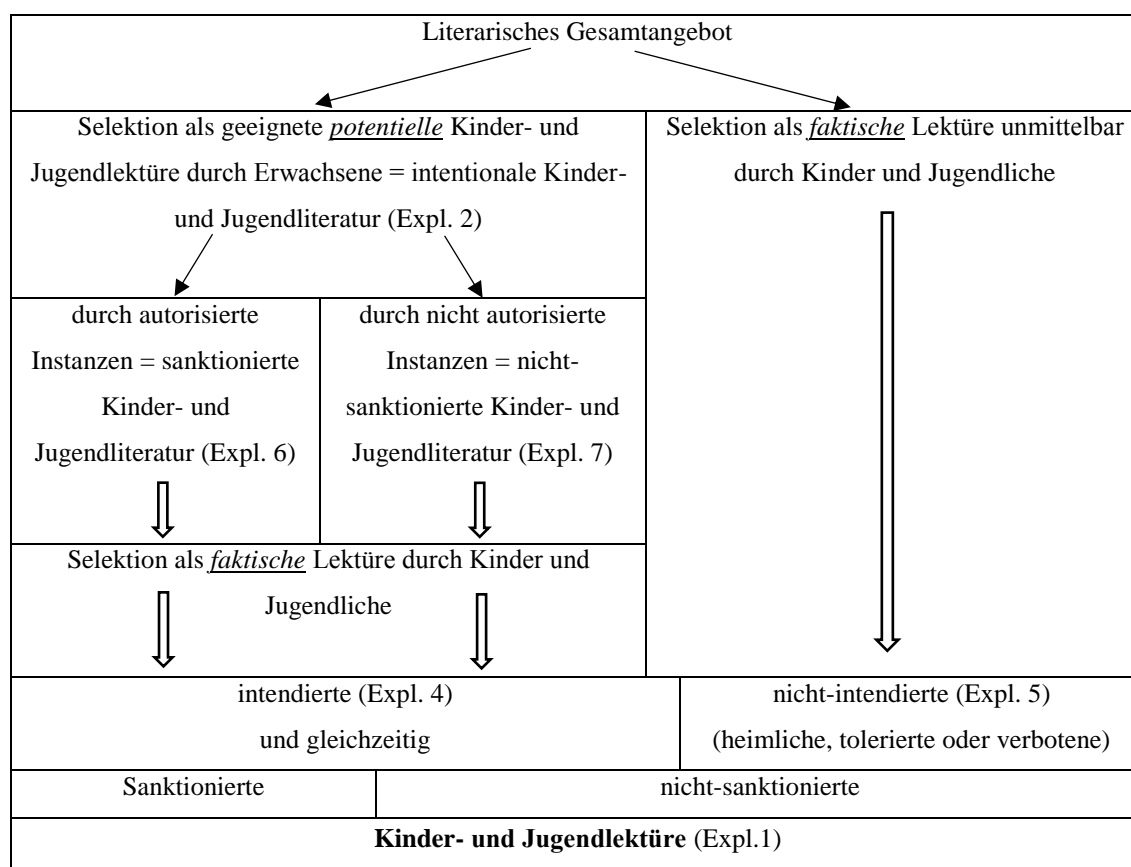 Literarisches Gesamtangebot
Selektion als geeignete potentielle Kinder- und
Jugendlektüre durch Erwachsene = intentionale Kinder-
und Jugendliteratur (Expl. 2)
Selektion als faktische Lektüre unmittelbar
durch Kinder und Jugendliche
durch autorisierte
Instanzen = sanktionierte
Kinder- und
Jugendliteratur (Expl. 6)
durch nicht autorisierte
Instanzen = nicht-
sanktionierte Kinder- und
Jugendliteratur (Expl. 7)
Selektion als faktische Lektüre durch Kinder und
Jugendliche
intendierte (Expl. 4)
und gleichzeitig
nicht-intendierte (Expl. 5)
(heimliche, tolerierte oder verbotene)
Sanktionierte
nicht-sanktionierte
Kinder- und Jugendlektüre (Expl.1)